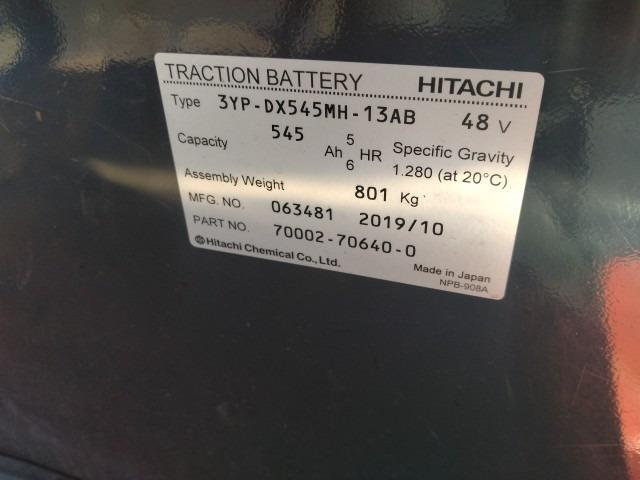 TRACTION BATTERY HITACHI
Type 3YP-DX545MH-13AB 48 V
Capacity 545 Ah 5 6 HR Specific Gravity
1.280 (at 20°C)
Assembly Weight 801 Kg
MFG. NO. 063481 2019/10
PART NO. 70002-70640-0
Hitachi Chemical Co., Ltd.
Made in Japan
NPB-908A